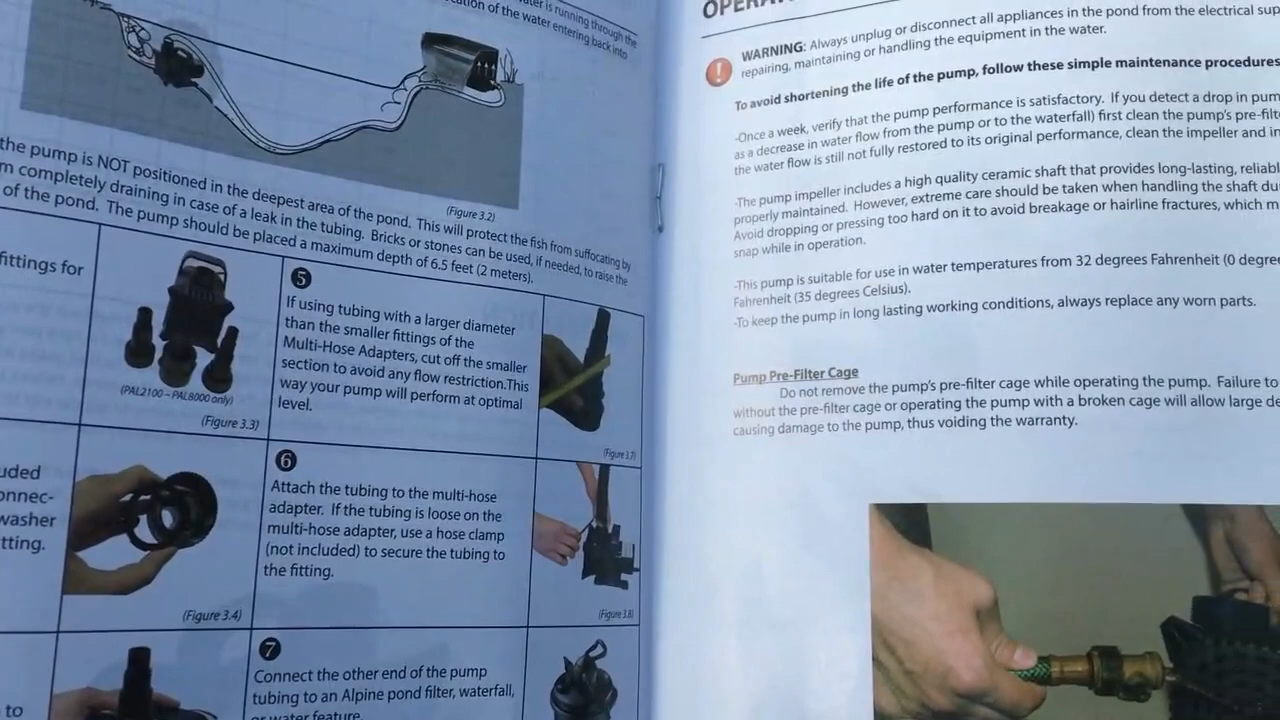 ater is running through the
cation of the water entering back into
(Figure 3.2)
the pump is NOT positioned in the deepest area of the pond. This will protect the fish from suffocating by
m completely draining in case of a leak in the tubing. Bricks or stones can be used, if needed, to raise the
of the pond. The pump should be placed a maximum depth of 6.5 feet (2 meters).
fittings for
(PAL2100 – PAL8000 only)
(Figure 3.3)
5
If using tubing with a larger diameter
than the smaller fittings of the
Multi-Hose Adapters, cut off the smaller
section to avoid any flow restriction.This
way your pump will perform at optimal
level.
(Figure 3.7)
uded
onnec-
washer
tting.
(Figure 3.4)
6
Attach the tubing to the multi-hose
adapter. If the tubing is loose on the
multi-hose adapter, use a hose clamp
(not included) to secure the tubing to
the fitting.
(Figure 3.8)
to
7
Connect the other end of the pump
tubing to an Alpine pond filter, waterfall,
or water feature.
OPERA
WARNING: Always unplug or disconnect all appliances in the pond from the electrical sup
repairing, maintaining or handling the equipment in the water.
To avoid shortening the life of the pump, follow these simple maintenance procedures
-Once a week, verify that the pump performance is satisfactory. If you detect a drop in pum
as a decrease in water flow from the pump or to the waterfall) first clean the pump's pre-filte
the water flow is still not fully restored to its original performance, clean the impeller and in
-The pump impeller includes a high quality ceramic shaft that provides long-lasting, reliabl
properly maintained. However, extreme care should be taken when handling the shaft du
Avoid dropping or pressing too hard on it to avoid breakage or hairline fractures, which m
snap while in operation.
-This pump is suitable for use in water temperatures from 32 degrees Fahrenheit (0 degre
Fahrenheit (35 degrees Celsius).
-To keep the pump in long lasting working conditions, always replace any worn parts.
Pump Pre-Filter Cage
Do not remove the pump's pre-filter cage while operating the pump. Failure to
without the pre-filter cage or operating the pump with a broken cage will allow large de
causing damage to the pump, thus voiding the warranty.